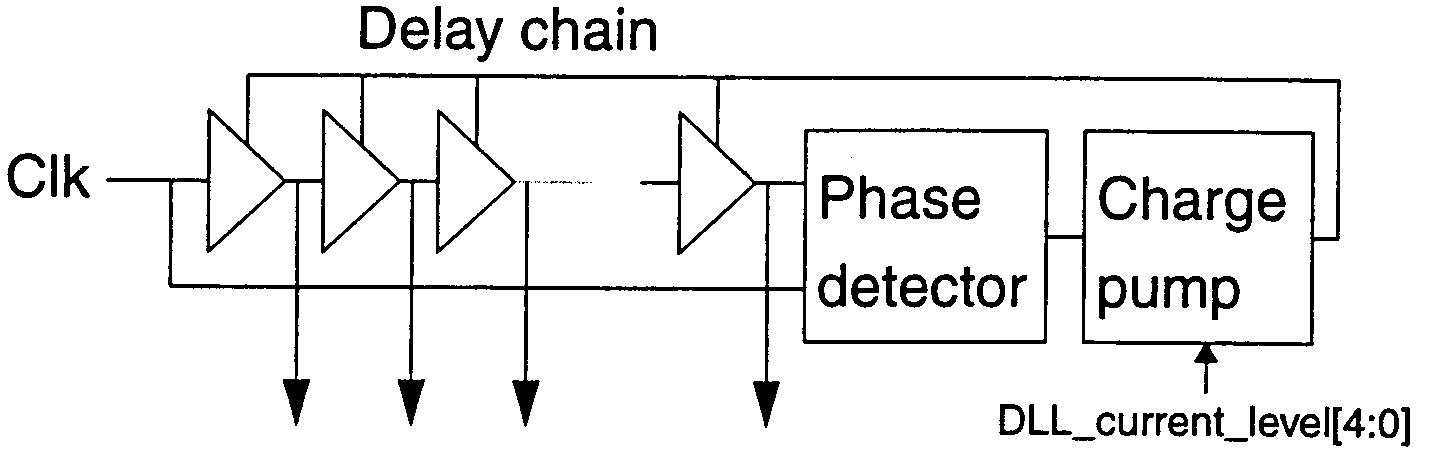 Delay chain
Clk
Phase
detector
Charge
pump
DLL_current_level[4:0]